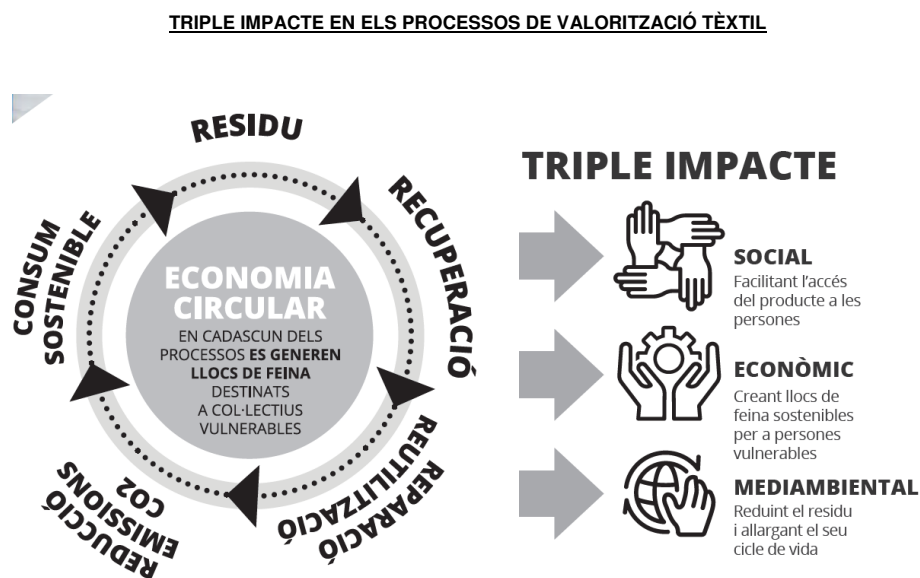 TRIPLE IMPACTE EN ELS PROCESSOS DE VALORITZACIÓ TÈXTIL
RESIDU
RECUPERACIÓ
REPARACIÓ
REUTILITZACIÓ
REDUCCIÓ
EMISSIONS
CO2
CONSUM
SOSTENIBLE
ECONOMIA
CIRCULAR
EN CADASCUN DELS
PROCESSOS ES GENEREN
LLOCS DE FEINA
DESTINATS
A COL·LECTIUS
VULNERABLES
TRIPLE IMPACTE
SOCIAL
Facilitant l'accés
del producte a les
persones
ECONÒMIC
Creant llocs de
feina sostenibles
per a persones
vulnerables
MEDIAMBIENTAL
Reduint el residu
i allargant el seu
cicle de vida